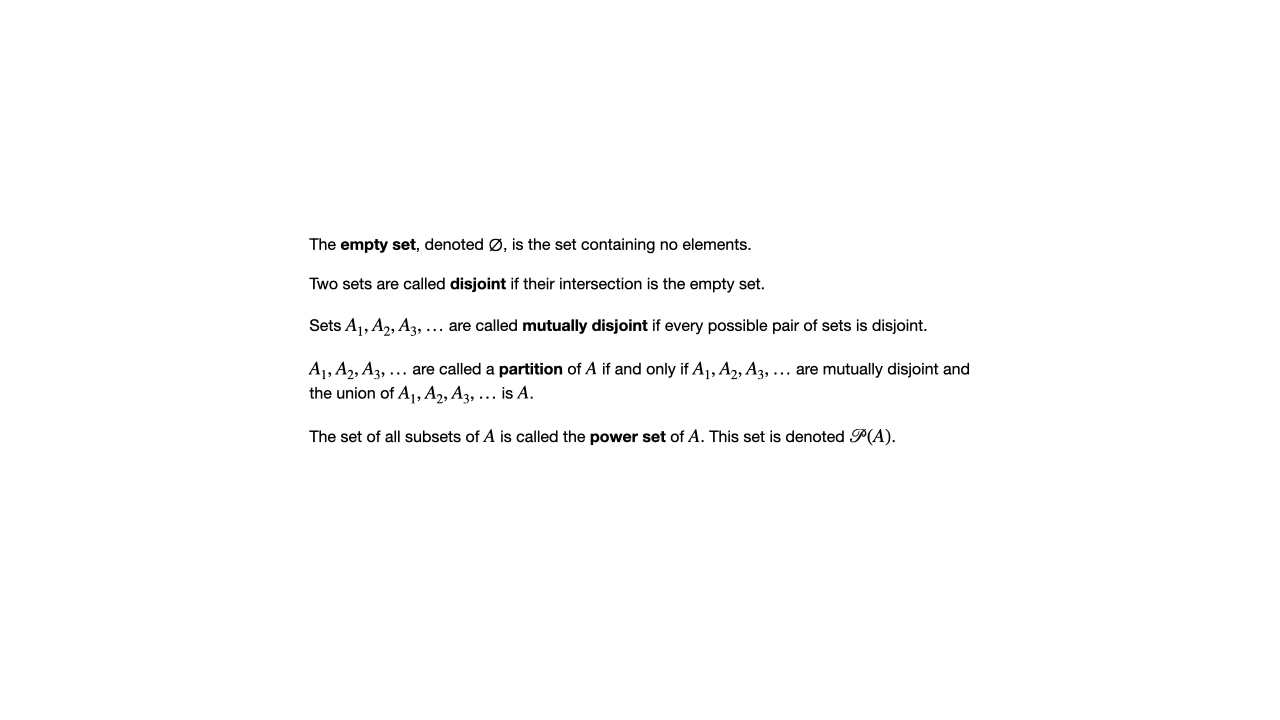 The empty set, denoted ∅, is the set containing no elements.
Two sets are called disjoint if their intersection is the empty set.
Sets A₁, A₂, A₃, … are called mutually disjoint if every possible pair of sets is disjoint.
A₁, A₂, A₃, … are called a partition of A if and only if A₁, A₂, A₃, … are mutually disjoint and
the union of A₁, A₂, A₃, … is A.
The set of all subsets of A is called the power set of A. This set is denoted 𝒫(A).